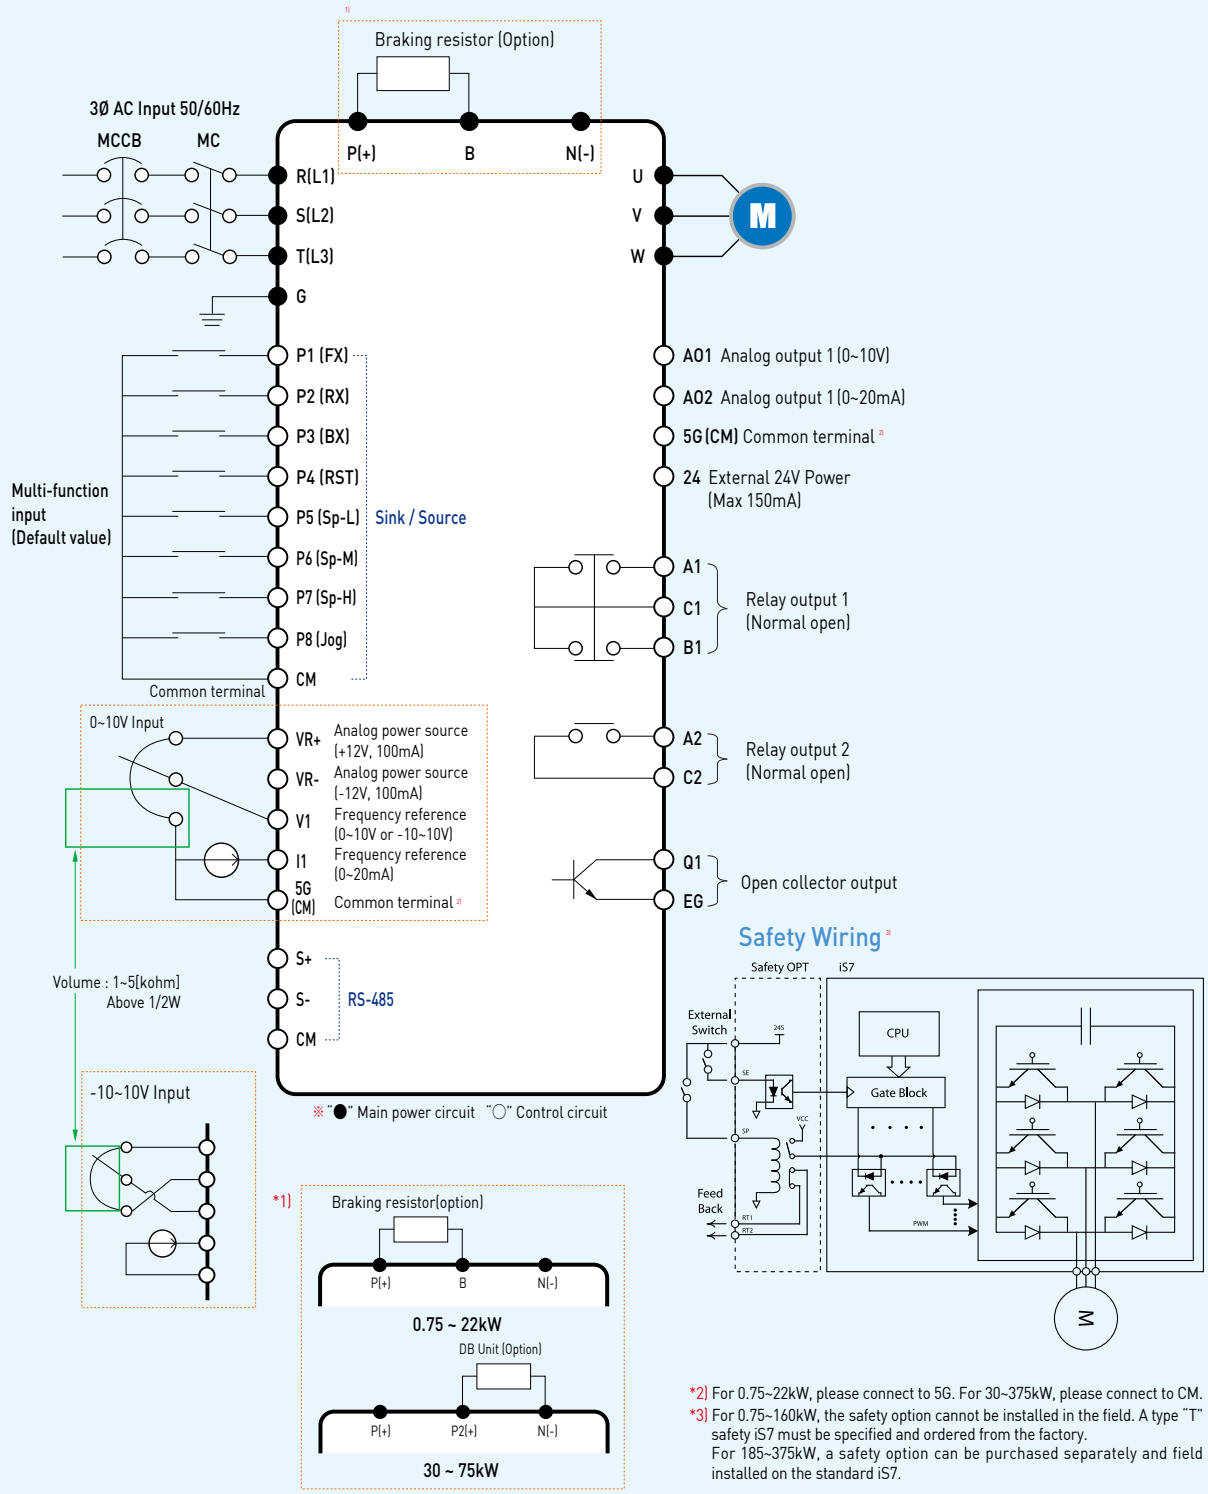 1)
Braking resistor (Option)
3Ø AC Input 50/60Hz
MCCB
MC
P(+)
B
N(-)
R(L1)
S(L2)
T(L3)
G
U
V
W
M
P1 (FX)
P2 (RX)
P3 (BX)
P4 (RST)
P5 (Sp-L)
P6 (Sp-M)
P7 (Sp-H)
P8 (Jog)
CM
Multi-function
input
(Default value)
Sink / Source
Common terminal
AO1 Analog output 1 (0~10V)
AO2 Analog output 1 (0~20mA)
5G (CM) Common terminal 2)
24 External 24V Power
(Max 150mA)
A1
C1
B1
Relay output 1
(Normal open)
A2
C2
Relay output 2
(Normal open)
Q1
EG
Open collector output
0~10V Input
VR+ Analog power source
(+12V, 100mA)
VR- Analog power source
(-12V, 100mA)
V1 Frequency reference
(0~10V or -10~10V)
I1 Frequency reference
(0~20mA)
5G
(CM) Common terminal 2)
S+
S-
CM
RS-485
Volume : 1~5[kohm]
Above 1/2W
-10~10V Input
※ "●" Main power circuit "○" Control circuit
Safety Wiring 3)
Safety OPT
iS7
External
Switch
24S
SE
SP
VCC
CPU
Gate Block
Feed
Back
RT1
RT2
PWM
M
*1)
Braking resistor(option)
P(+)
B
N(-)
0.75 ~ 22kW
DB Unit (Option)
P(+)
P2(+)
N(-)
30 ~ 75kW
*2) For 0.75~22kW, please connect to 5G. For 30~375kW, please connect to CM.
*3) For 0.75~160kW, the safety option cannot be installed in the field. A type "T"
safety iS7 must be specified and ordered from the factory.
For 185~375kW, a safety option can be purchased separately and field
installed on the standard iS7.